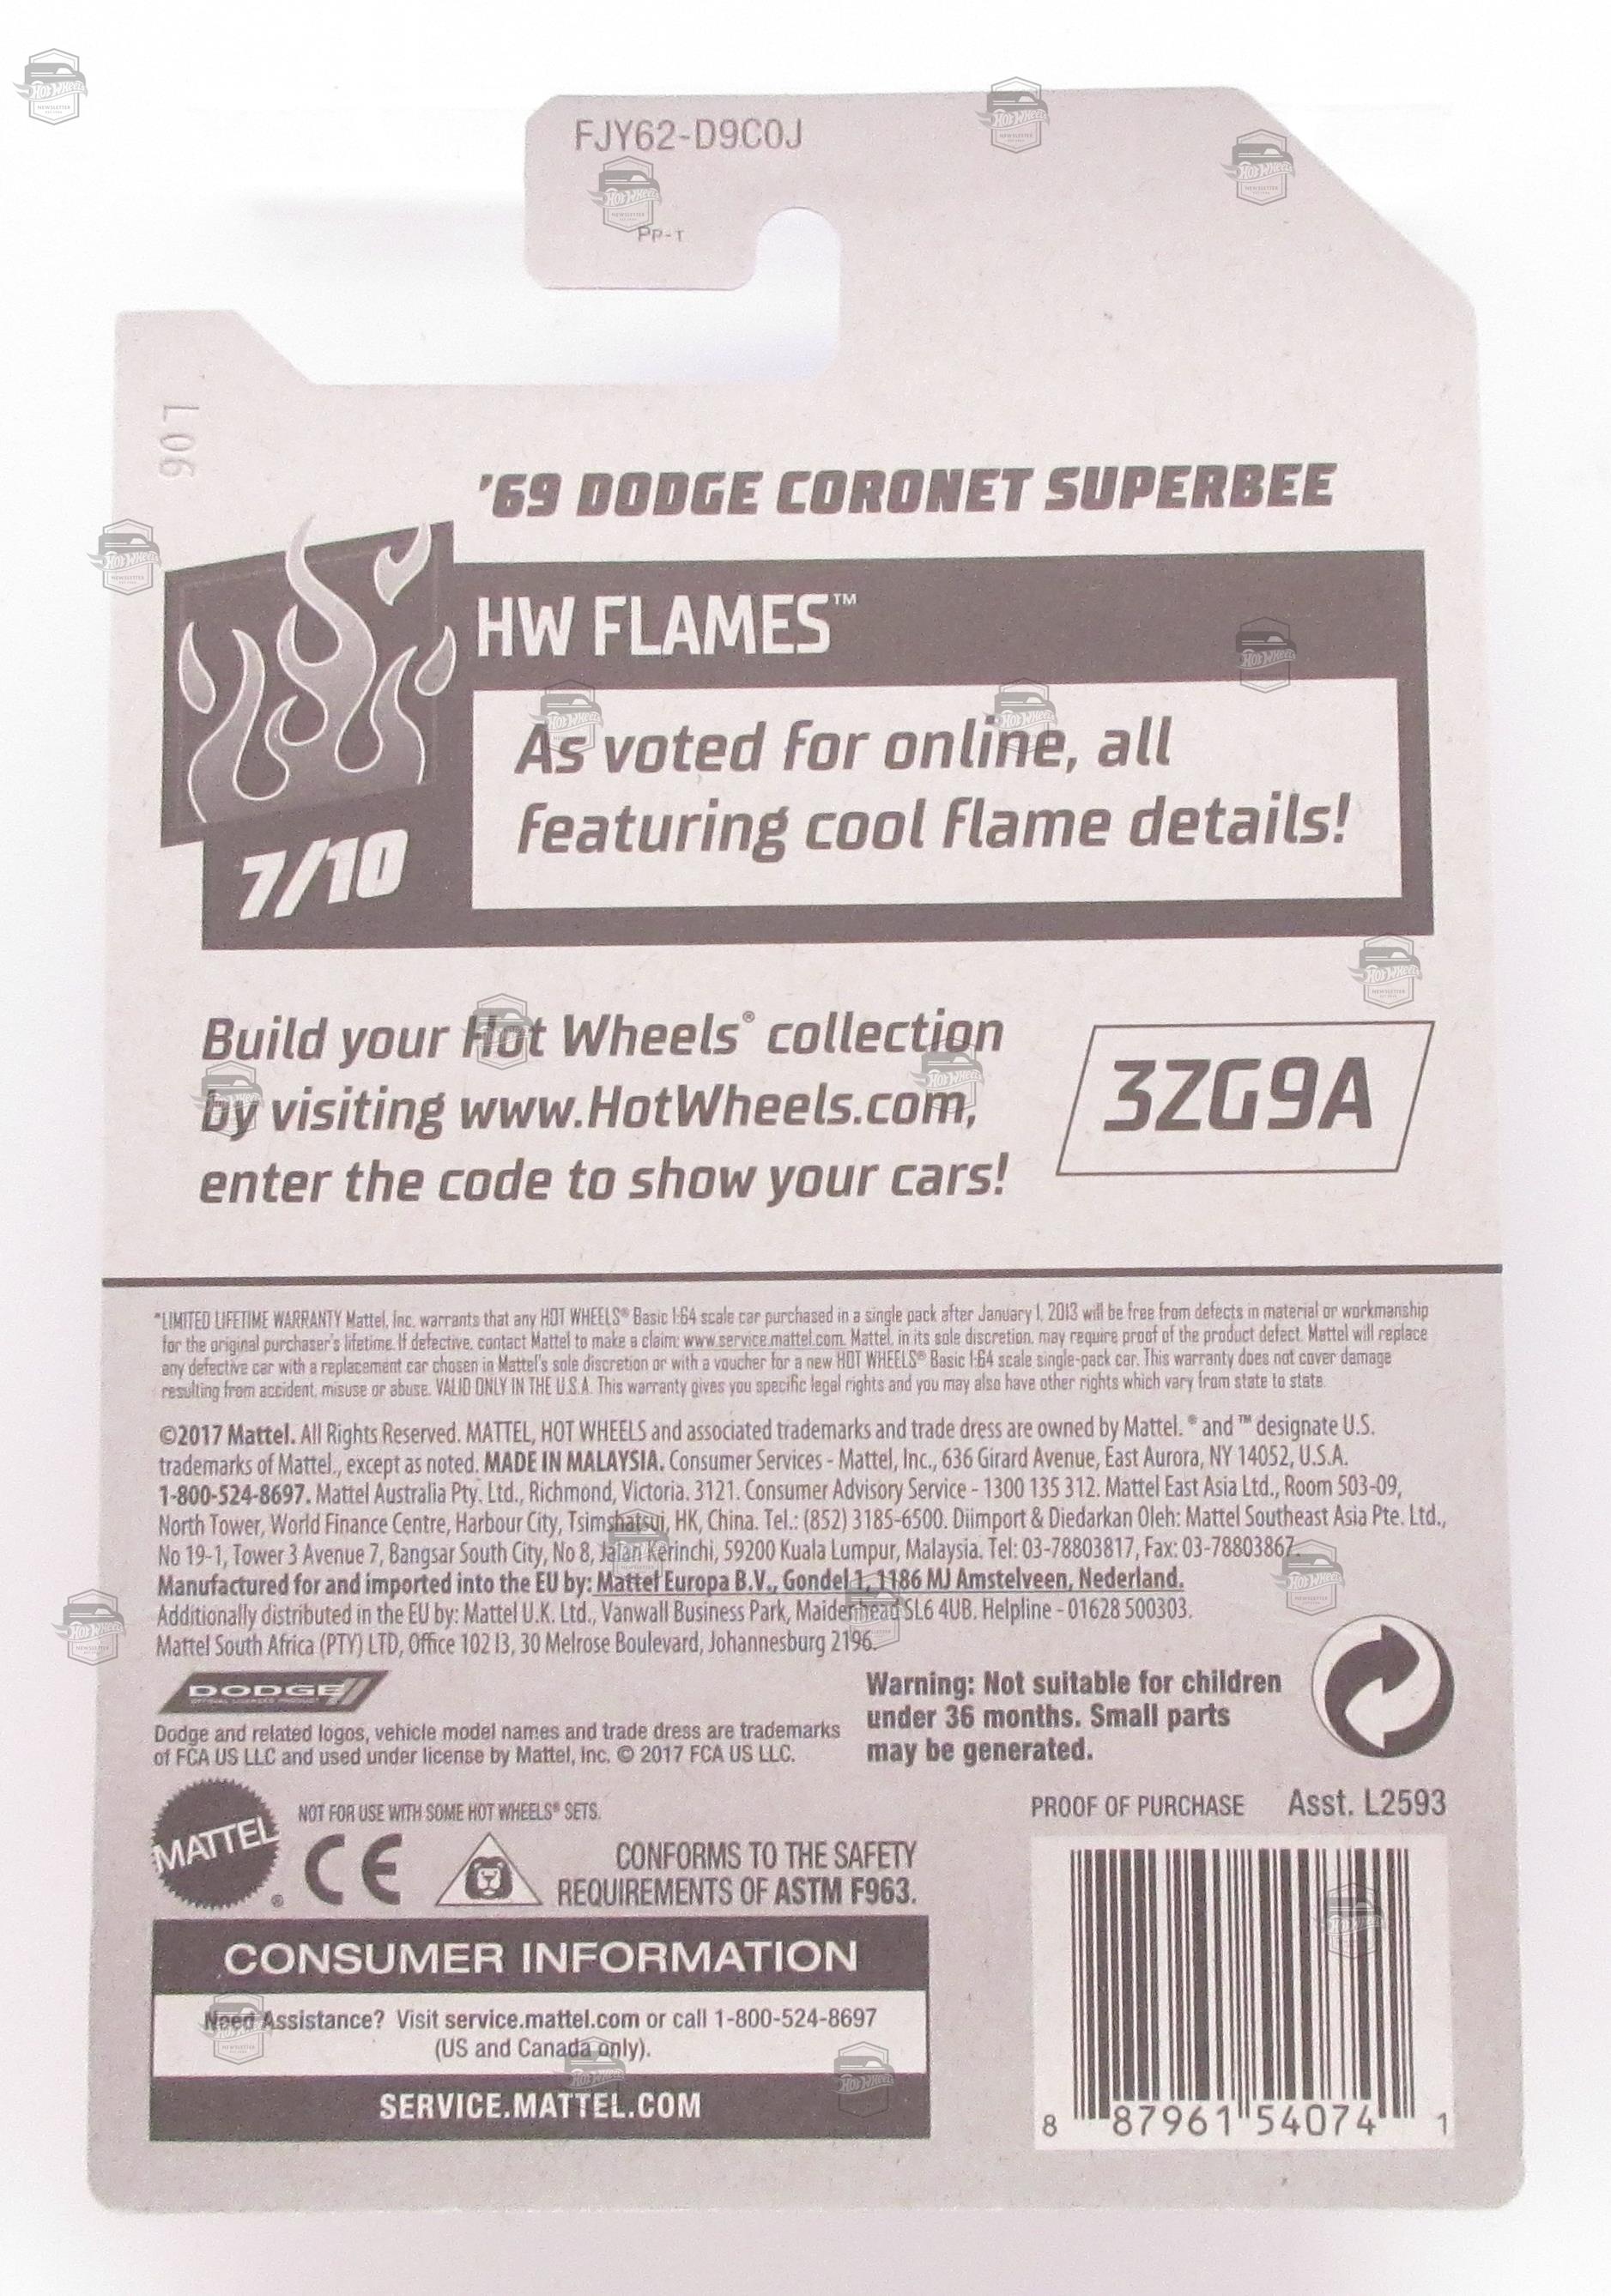 FJY62-D9C0J
PP-T
L06
'69 DODGE CORONET SUPERBEE
HW FLAMES™
As voted for online, all
featuring cool flame details!
7/10
Build your Hot Wheels® collection
by visiting www.HotWheels.com,
enter the code to show your cars!
3ZG9A
*LIMITED LIFETIME WARRANTY Mattel, Inc. warrants that any HOT WHEELS® Basic 1:64 scale car purchased in a single pack after January 1, 2013 will be free from defects in material or workmanship
for the original purchaser's lifetime. If defective, contact Mattel to make a claim: www.service.mattel.com. Mattel, in its sole discretion, may require proof of the product defect. Mattel will replace
any defective car with a replacement car chosen in Mattel's sole discretion or with a voucher for a new HOT WHEELS® Basic 1:64 scale single-pack car. This warranty does not cover damage
resulting from accident, misuse or abuse. VALID ONLY IN THE U.S.A. This warranty gives you specific legal rights and you may also have other rights which vary from state to state.
©2017 Mattel. All Rights Reserved. MATTEL, HOT WHEELS and associated trademarks and trade dress are owned by Mattel. ® and ™ designate U.S.
trademarks of Mattel., except as noted. MADE IN MALAYSIA. Consumer Services - Mattel, Inc., 636 Girard Avenue, East Aurora, NY 14052, U.S.A.
1-800-524-8697. Mattel Australia Pty. Ltd., Richmond, Victoria. 3121. Consumer Advisory Service - 1300 135 312. Mattel East Asia Ltd., Room 503-09,
North Tower, World Finance Centre, Harbour City, Tsimshatsui, HK, China. Tel.: (852) 3185-6500. Diimport & Diedarkan Oleh: Mattel Southeast Asia Pte. Ltd.,
No 19-1, Tower 3 Avenue 7, Bangsar South City, No 8, Jalan Kerinchi, 59200 Kuala Lumpur, Malaysia. Tel: 03-78803817, Fax: 03-78803867.
Manufactured for and imported into the EU by: Mattel Europa B.V., Gondel 1, 1186 MJ Amstelveen, Nederland.
Additionally distributed in the EU by: Mattel U.K. Ltd., Vanwall Business Park, Maidenhead SL6 4UB. Helpline - 01628 500303.
Mattel South Africa (PTY) LTD, Office 102 I3, 30 Melrose Boulevard, Johannesburg 2196.
DODGE
OFFICIAL LICENSED PRODUCT
Dodge and related logos, vehicle model names and trade dress are trademarks
of FCA US LLC and used under license by Mattel, Inc. © 2017 FCA US LLC.
Warning: Not suitable for children
under 36 months. Small parts
may be generated.
MATTEL®
NOT FOR USE WITH SOME HOT WHEELS® SETS.
CE
CONFORMS TO THE SAFETY
REQUIREMENTS OF ASTM F963.
PROOF OF PURCHASE Asst. L2593
CONSUMER INFORMATION
Need Assistance? Visit service.mattel.com or call 1-800-524-8697
(US and Canada only).
SERVICE.MATTEL.COM
8 87961 54074 1